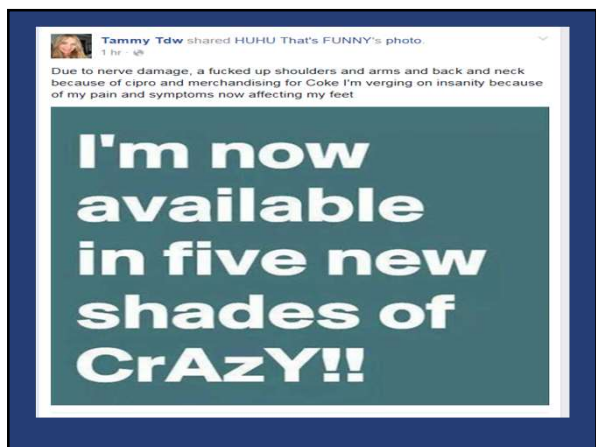 Tammy Tdw shared HUHU That's FUNNY's photo.
1 hr ·
Due to nerve damage, a fucked up shoulders and arms and back and neck
because of cipro and merchandising for Coke I'm verging on insanity because
of my pain and symptoms now affecting my feet
I'm now
available
in five new
shades of
CrAzY!!